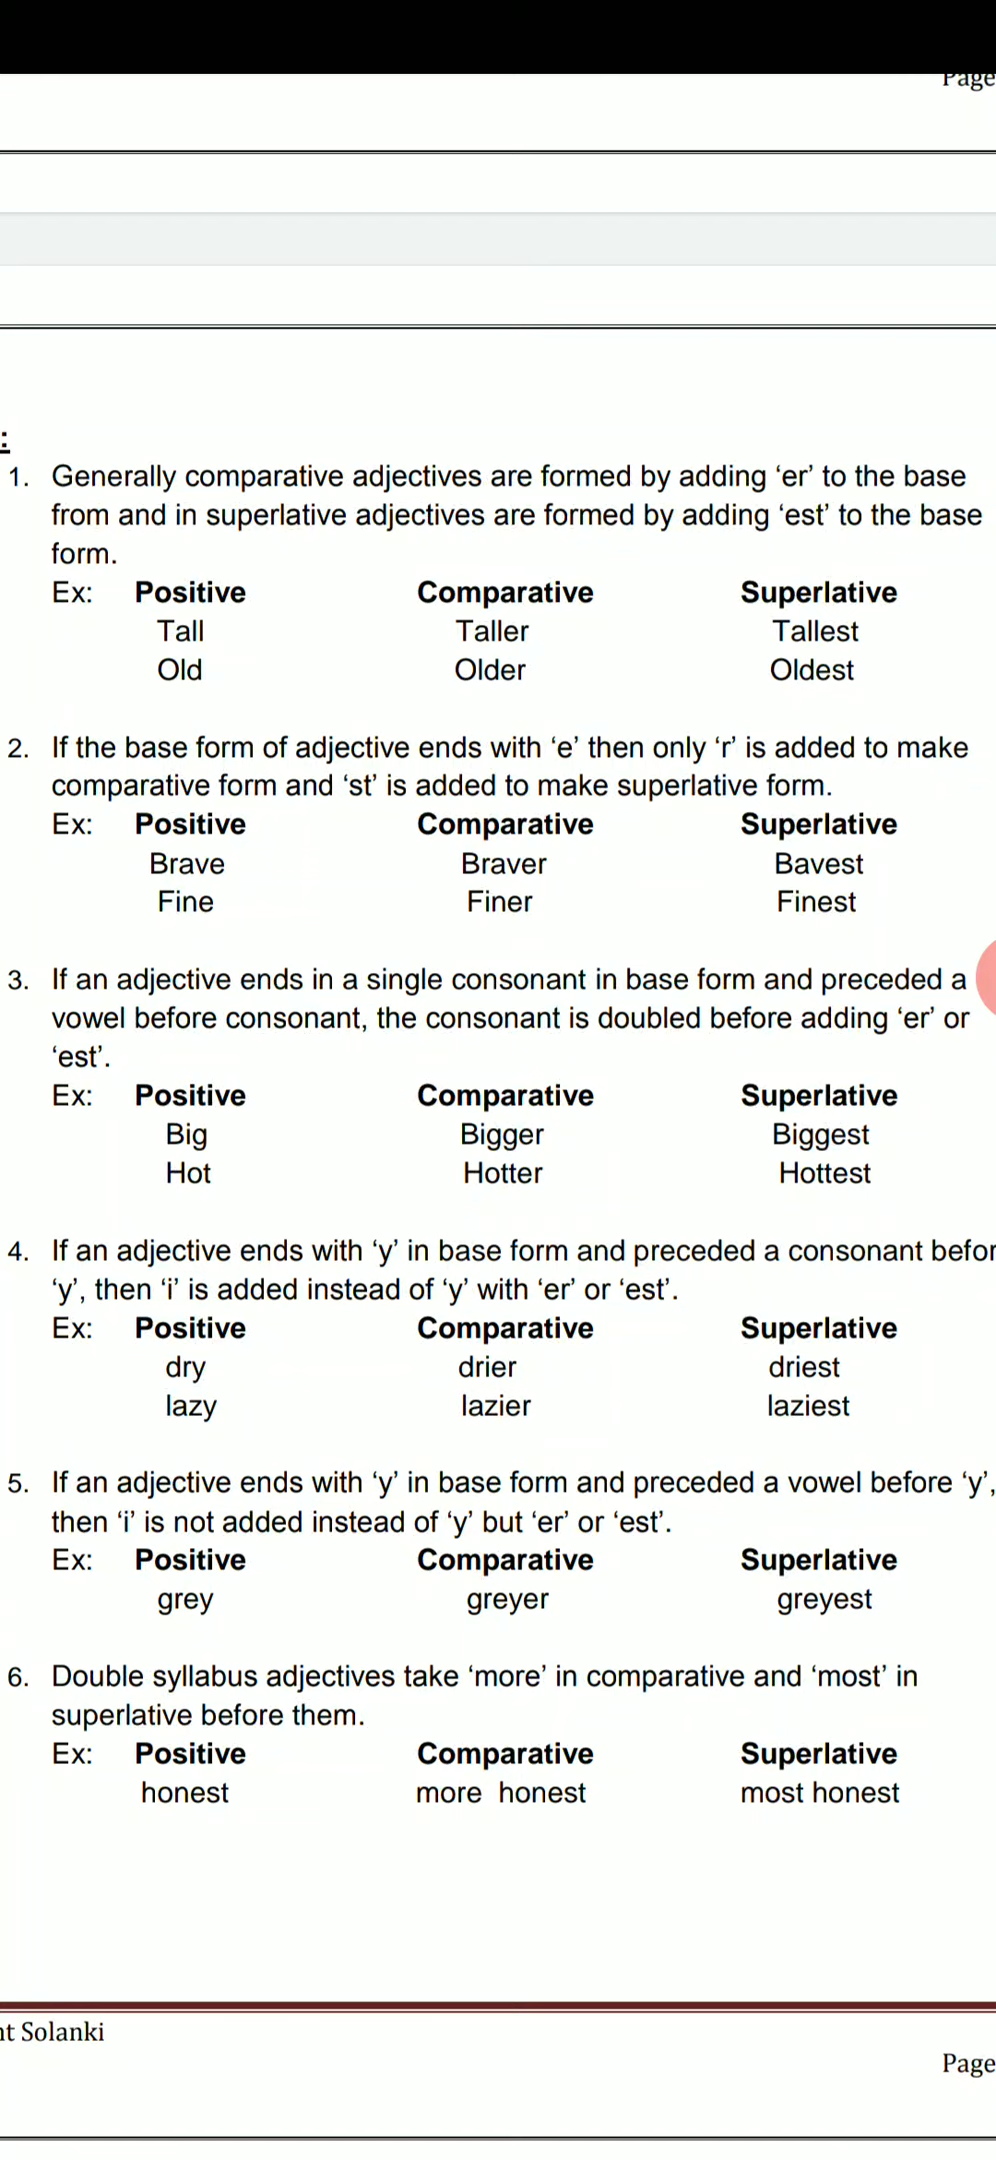 Page
:
1. Generally comparative adjectives are formed by adding ‘er’ to the base
from and in superlative adjectives are formed by adding ‘est’ to the base
form.
Ex: Positive Comparative Superlative
Tall Taller Tallest
Old Older Oldest
2. If the base form of adjective ends with ‘e’ then only ‘r’ is added to make
comparative form and ‘st’ is added to make superlative form.
Ex: Positive Comparative Superlative
Brave Braver Bavest
Fine Finer Finest
3. If an adjective ends in a single consonant in base form and preceded a
vowel before consonant, the consonant is doubled before adding ‘er’ or
‘est’.
Ex: Positive Comparative Superlative
Big Bigger Biggest
Hot Hotter Hottest
4. If an adjective ends with ‘y’ in base form and preceded a consonant befor
‘y’, then ‘i’ is added instead of ‘y’ with ‘er’ or ‘est’.
Ex: Positive Comparative Superlative
dry drier driest
lazy lazier laziest
5. If an adjective ends with ‘y’ in base form and preceded a vowel before ‘y’,
then ‘i’ is not added instead of ‘y’ but ‘er’ or ‘est’.
Ex: Positive Comparative Superlative
grey greyer greyest
6. Double syllabus adjectives take ‘more’ in comparative and ‘most’ in
superlative before them.
Ex: Positive Comparative Superlative
honest more honest most honest
nt Solanki
Page